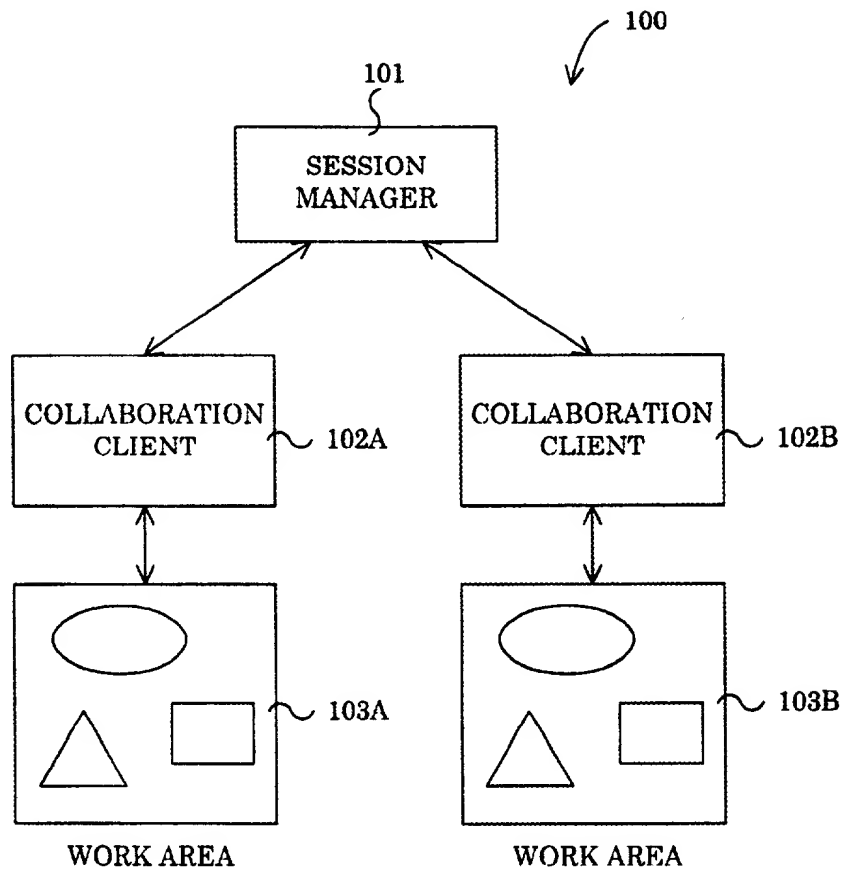 100
101
SESSION
MANAGER
COLLABORATION
CLIENT
102A
COLLABORATION
CLIENT
102B
103A
103B
WORK AREA
WORK AREA